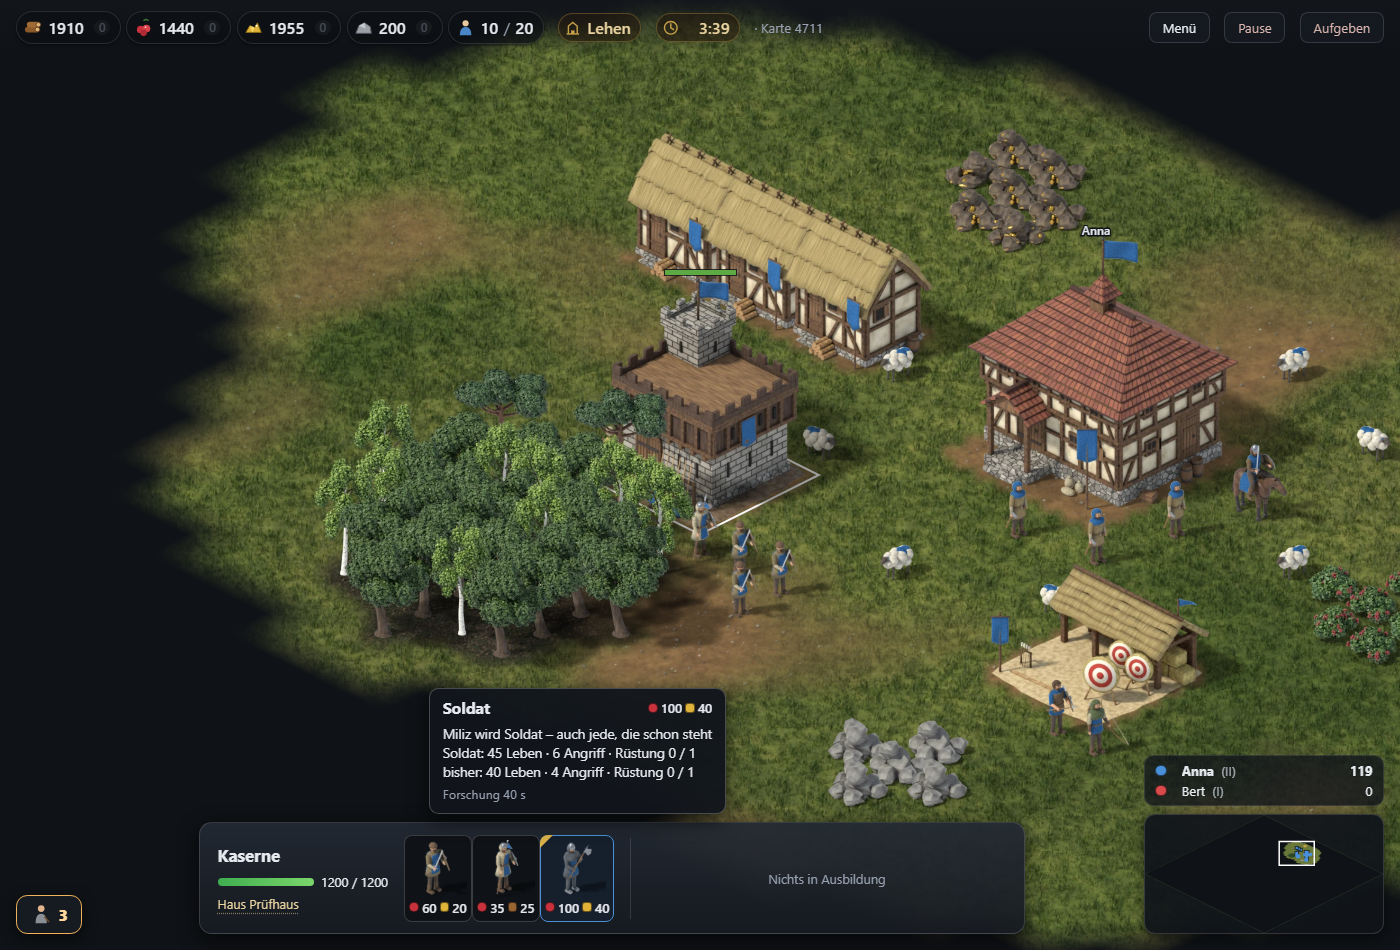 1910 0 1440 0 1955 0 200 0 10 / 20 Lehen 3:39 · Karte 4711 Menü Pause Aufgeben
Anna
Soldat 100 40
Miliz wird Soldat – auch jede, die schon steht
Soldat: 45 Leben · 6 Angriff · Rüstung 0 / 1
bisher: 40 Leben · 4 Angriff · Rüstung 0 / 1
Forschung 40 s
Anna (II) 119
Bert (I) 0
Kaserne
1200 / 1200
Haus Prüfhaus
60 20 35 25 100 40
Nichts in Ausbildung
3